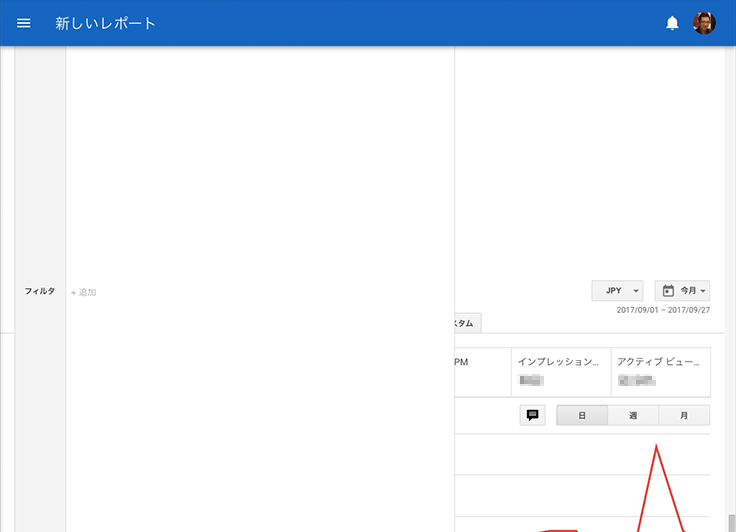 新しいレポート
フィルタ
+ 追加
JPY
今月
2017/09/01 – 2017/09/27
スタム
PM
インプレッション...
アクティブ ビュー...
日
週
月